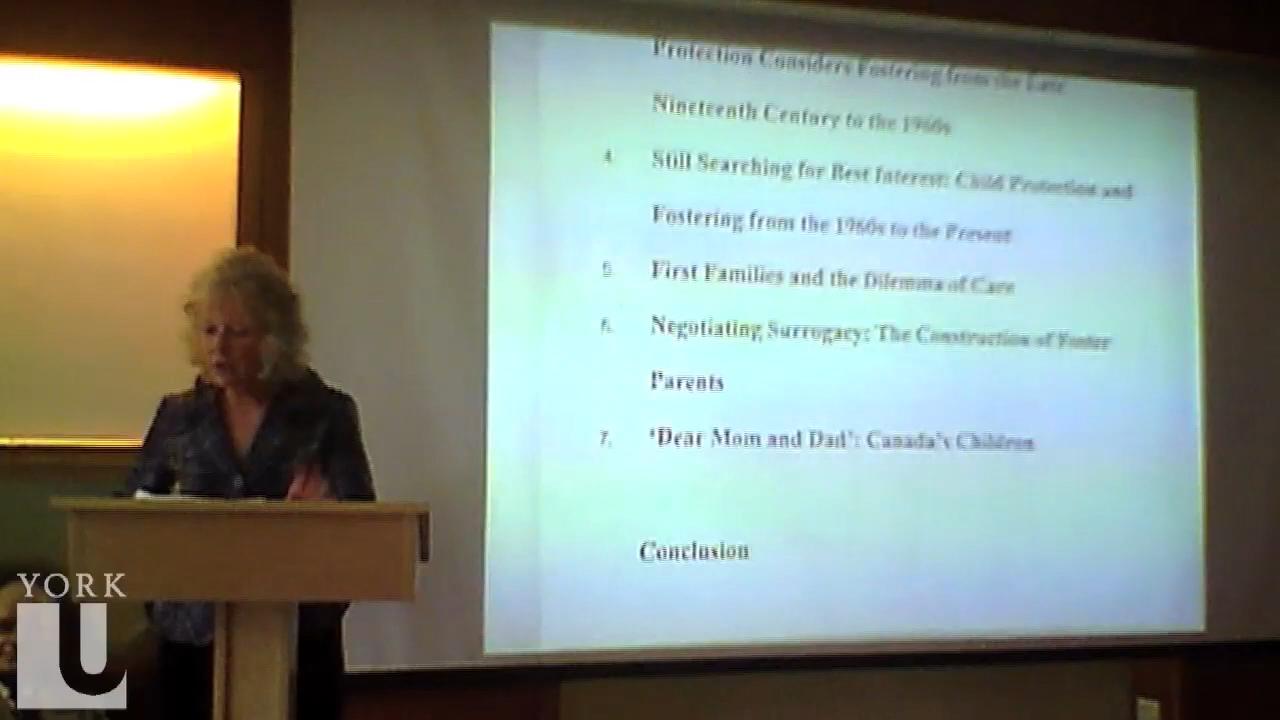 Protection Considers Fostering from the Late
Nineteenth Century to the 1960s
4. Still Searching for Best Interest: Child Protection and
Fostering from the 1960s to the Present
5. First Families and the Dilemma of Care
6. Negotiating Surrogacy: The Construction of Foster
Parents
7. 'Dear Mom and Dad': Canada's Children
Conclusion
YORK
U